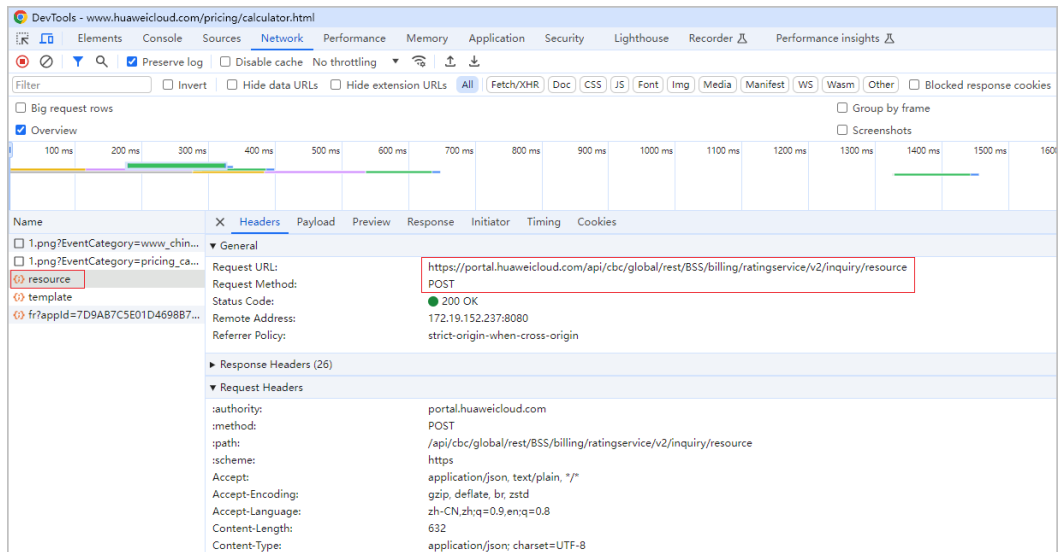 DevTools - www.huaweicloud.com/pricing/calculator.html
Elements Console Sources Network Performance Memory Application Security Lighthouse Recorder Performance insights
Preserve log Disable cache No throttling
Filter Invert Hide data URLs Hide extension URLs All Fetch/XHR Doc CSS JS Font Img Media Manifest WS Wasm Other Blocked response cookies
Big request rows Group by frame
Overview Screenshots
100 ms 200 ms 300 ms 400 ms 500 ms 600 ms 700 ms 800 ms 900 ms 1000 ms 1100 ms 1200 ms 1300 ms 1400 ms 1500 ms 160
Name Headers Payload Preview Response Initiator Timing Cookies
1.png?EventCategory=www_chin... General
1.png?EventCategory=pricing_ca... Request URL: https://portal.huaweicloud.com/api/cbc/global/rest/BSS/billing/ratingservice/v2/inquiry/resource
resource Request Method: POST
template Status Code: 200 OK
fr?appId=7D9AB7C5E01D4698B7... Remote Address: 172.19.152.237:8080
Referrer Policy: strict-origin-when-cross-origin
Response Headers (26)
Request Headers
:authority: portal.huaweicloud.com
:method: POST
:path: /api/cbc/global/rest/BSS/billing/ratingservice/v2/inquiry/resource
:scheme: https
Accept: application/json, text/plain, */*
Accept-Encoding: gzip, deflate, br, zstd
Accept-Language: zh-CN,zh;q=0.9,en;q=0.8
Content-Length: 632
Content-Type: application/json; charset=UTF-8